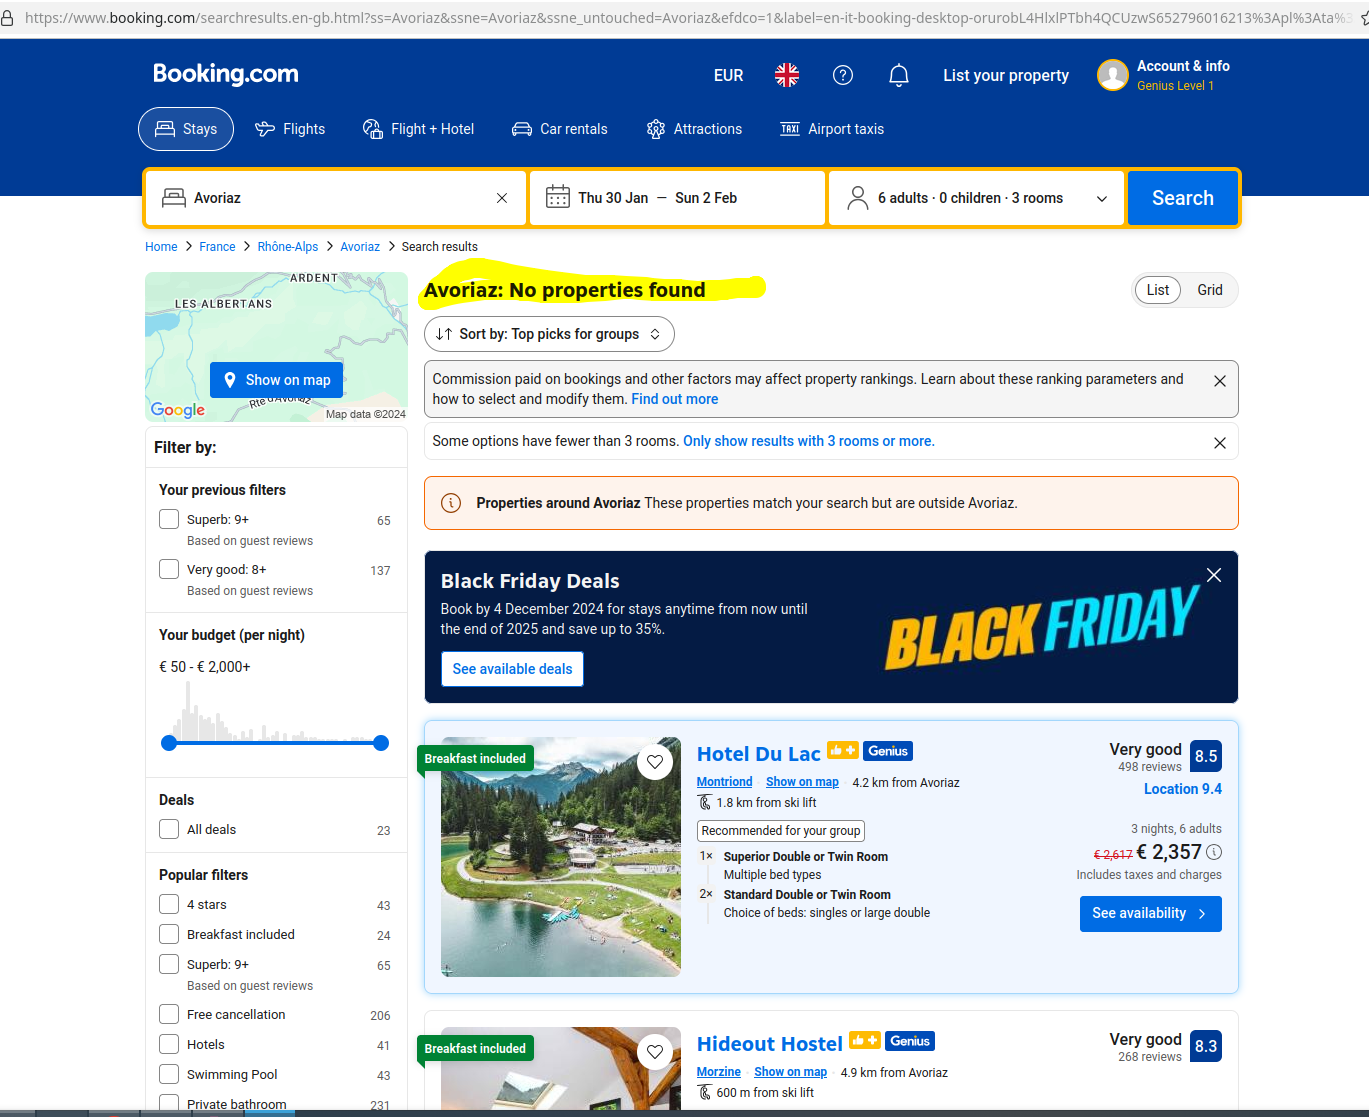 https://www.booking.com/searchresults.en-gb.html?ss=Avoriaz&ssne=Avoriaz&ssne_untouched=Avoriaz&efdco=1&label=en-it-booking-desktop-orurobL4HlxlPTbh4QCUzwS652796016213%3Apl%3Ata%3
Booking.com
EUR
List your property
Account & info
Genius Level 1
Stays
Flights
Flight + Hotel
Car rentals
TAXI
Attractions
Airport taxis
Avoriaz
Thu 30 Jan — Sun 2 Feb
6 adults · 0 children · 3 rooms
Search
Home > France > Rhône-Alps > Avoriaz > Search results
ARDENT
LES ALBERTANS
Show on map
Rte d'Avoriaz
Google
Map data ©2024
Avoriaz: No properties found
List
Grid
Sort by: Top picks for groups
Commission paid on bookings and other factors may affect property rankings. Learn about these ranking parameters and
how to select and modify them. Find out more
Some options have fewer than 3 rooms. Only show results with 3 rooms or more.
Properties around Avoriaz These properties match your search but are outside Avoriaz.
Filter by:
Your previous filters
Superb: 9+ 65
Based on guest reviews
Very good: 8+ 137
Based on guest reviews
Your budget (per night)
€ 50 - € 2,000+
Deals
All deals 23
Popular filters
4 stars 43
Breakfast included 24
Superb: 9+ 65
Based on guest reviews
Free cancellation 206
Hotels 41
Swimming Pool 43
Private bathroom 231
Black Friday Deals
Book by 4 December 2024 for stays anytime from now until
the end of 2025 and save up to 35%.
See available deals
BLACK FRIDAY
Breakfast included
Hotel Du Lac Genius
Montriond · Show on map · 4.2 km from Avoriaz
1.8 km from ski lift
Recommended for your group
1× Superior Double or Twin Room
Multiple bed types
2× Standard Double or Twin Room
Choice of beds: singles or large double
Very good 8.5
498 reviews
Location 9.4
3 nights, 6 adults
€ 2,617 € 2,357
Includes taxes and charges
See availability
Breakfast included
Hideout Hostel Genius
Morzine · Show on map · 4.9 km from Avoriaz
600 m from ski lift
Very good 8.3
268 reviews